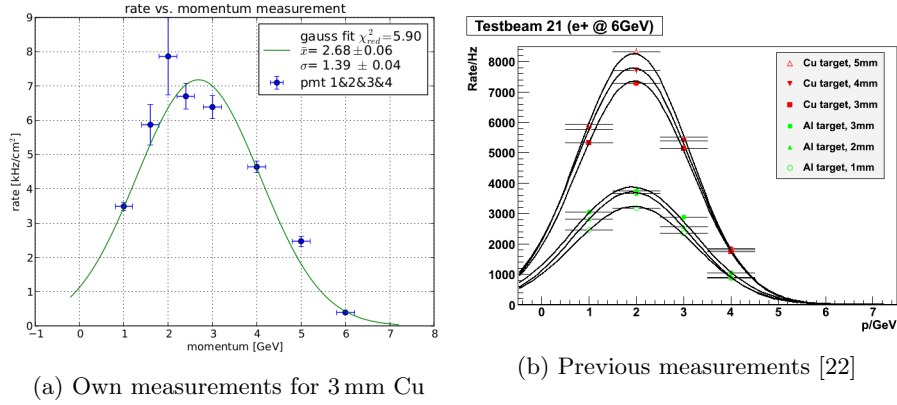 rate vs. momentum measurement
9
8
7
6
5
4
3
2
1
0
rate [kHz/cm²]
gauss fit χ²red=5.90
x̄= 2.68 ± 0.06
σ= 1.39 ± 0.04
pmt 1&2&3&4
−1 0 1 2 3 4 5 6 7 8
momentum [GeV]
(a) Own measurements for 3 mm Cu
Testbeam 21 (e+ @ 6GeV)
Rate/Hz
8000
7000
6000
5000
4000
3000
2000
1000
0
Cu target, 5mm
Cu target, 4mm
Cu target, 3mm
Al target, 3mm
Al target, 2mm
Al target, 1mm
0 1 2 3 4 5 6 7
p/GeV
(b) Previous measurements [22]